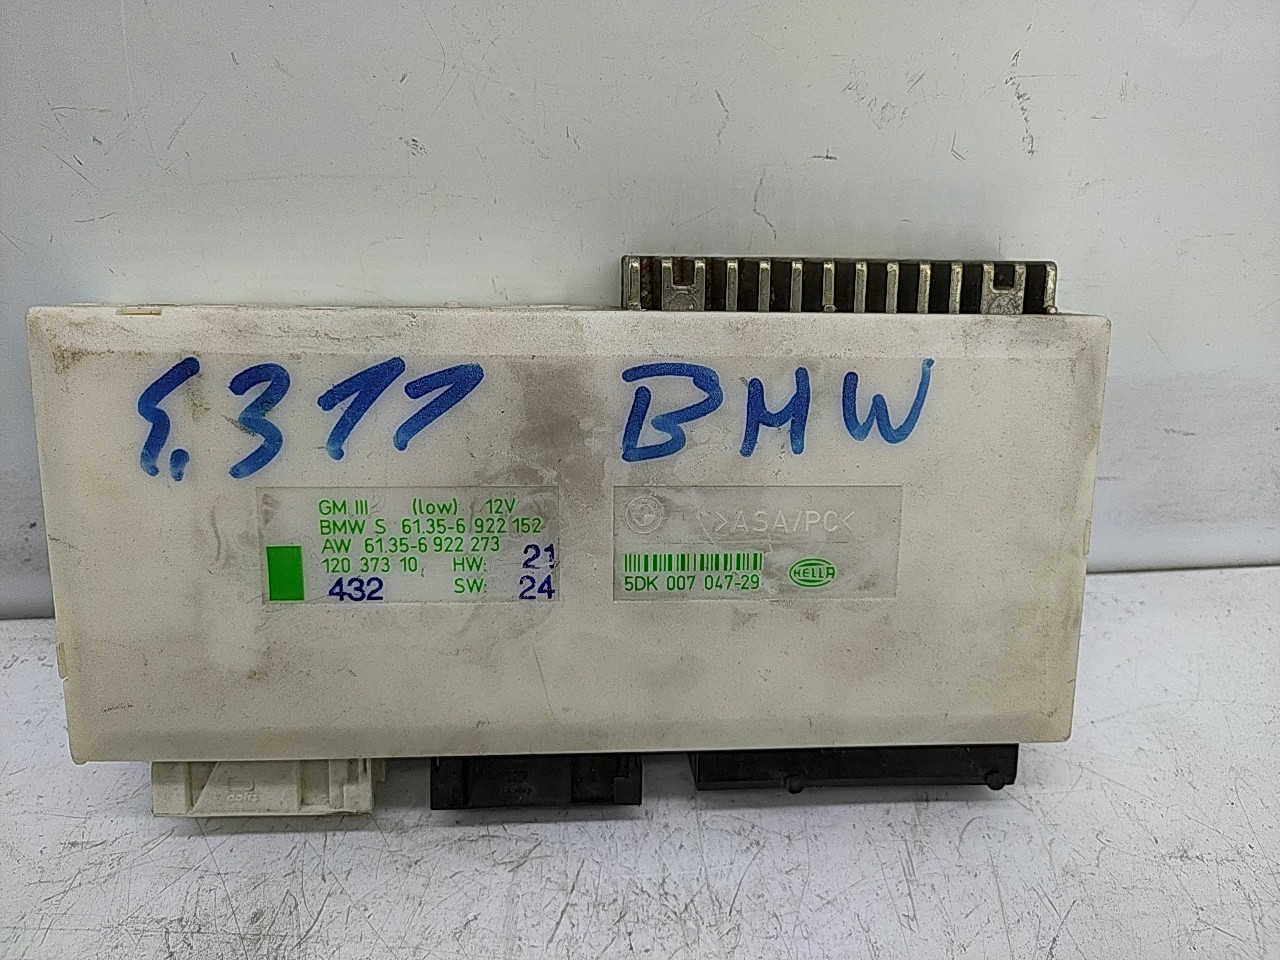 5.311 BMW
GM III (low) 12V
BMW S 61.35-6 922 152
AW 61.35-6 922 273
120 373 10 HW: 21
432 SW: 24
>ASA/PC<
5DK 007 047-29
HELLA